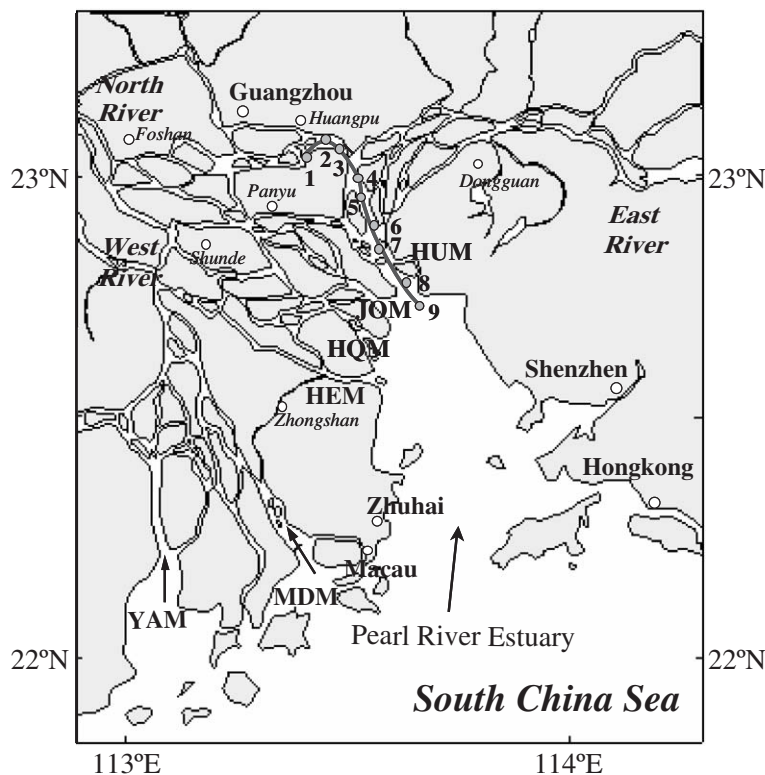 North
River
Guangzhou
Huangpu
Foshan
1
2
3
4
5
6
7
8
9
23ºN
23ºN
Panyu
Dongguan
East
River
West
River
Shunde
HUM
JQM
HQM
HEM
Zhongshan
Shenzhen
Hongkong
Zhuhai
Macau
MDM
YAM
Pearl River Estuary
22ºN
22ºN
South China Sea
113ºE
114ºE